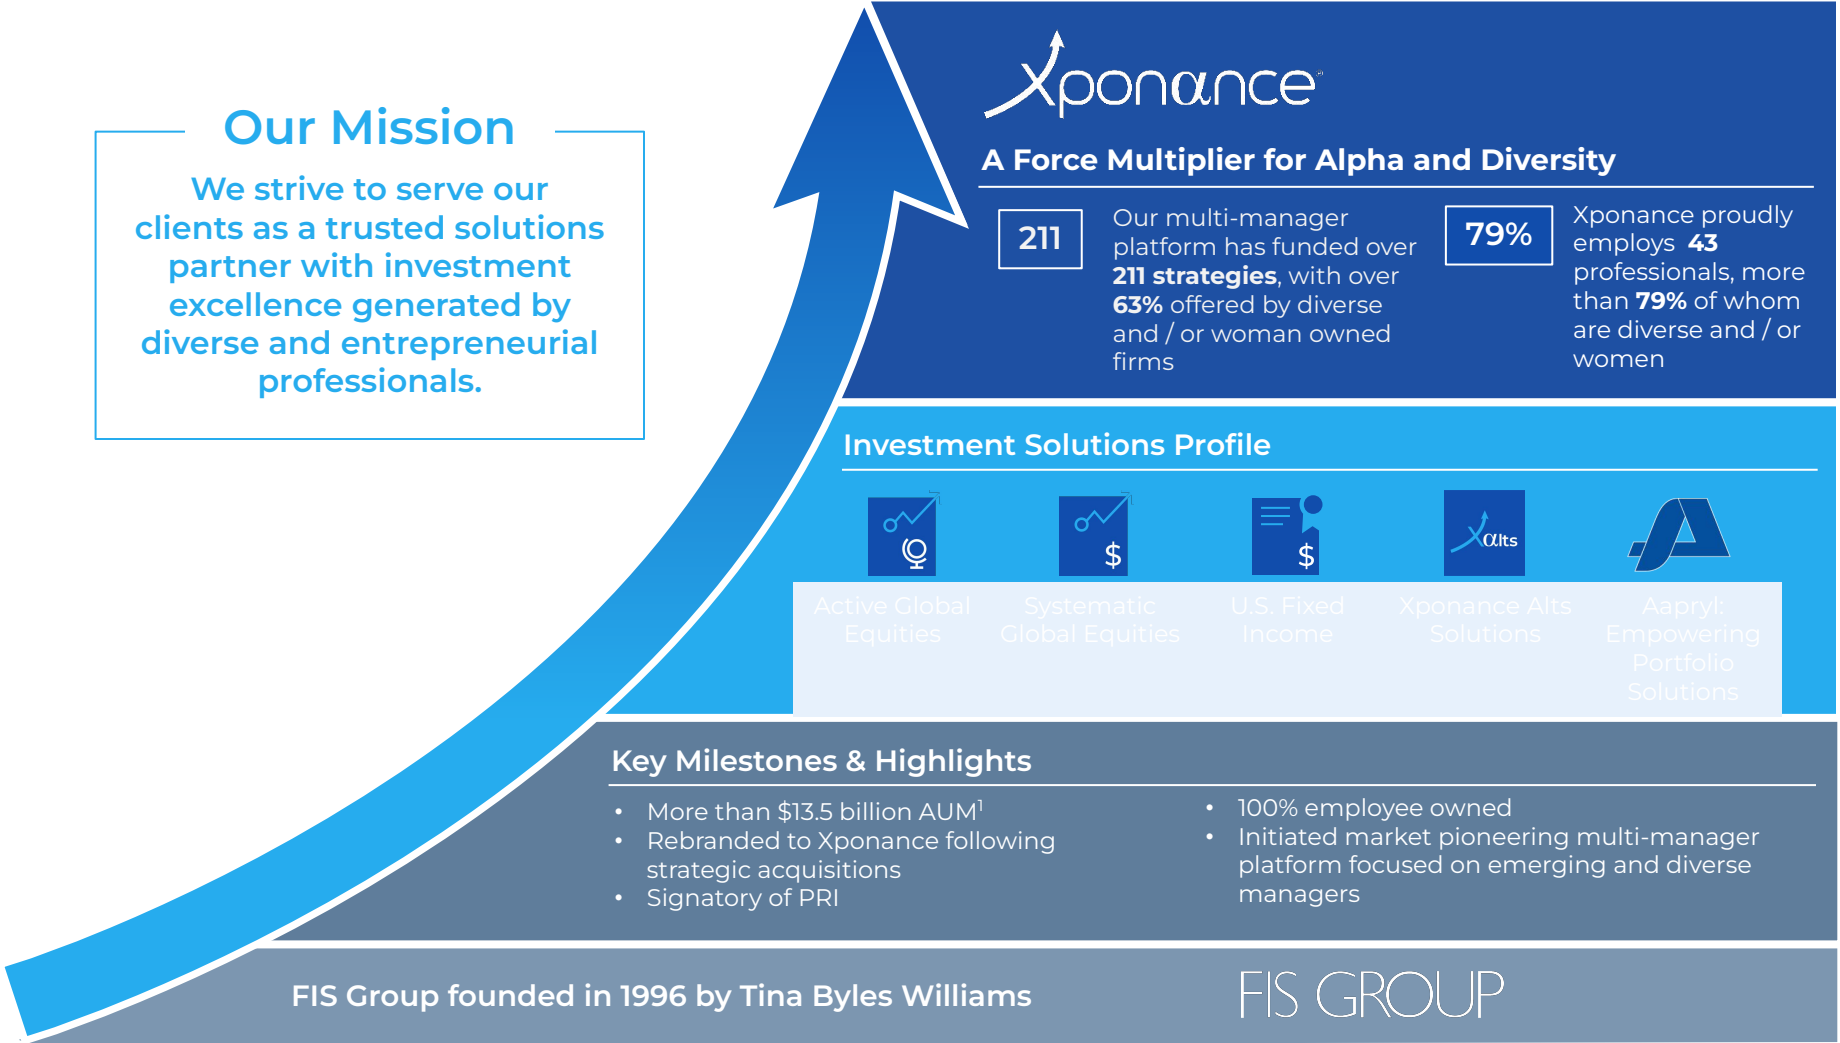 Our Mission
We strive to serve our
clients as a trusted solutions
partner with investment
excellence generated by
diverse and entrepreneurial
professionals.
Xponance®
A Force Multiplier for Alpha and Diversity
211
Our multi-manager
platform has funded over
211 strategies, with over
63% offered by diverse
and / or woman owned
firms
79%
Xponance proudly
employs 43
professionals, more
than 79% of whom
are diverse and / or
women
Investment Solutions Profile
$
$
Xαlts
Active Global
Equities
Systematic
Global Equities
U.S. Fixed
Income
Xponance Alts
Solutions
Aapryl:
Empowering
Portfolio
Solutions
Key Milestones & Highlights
• More than $13.5 billion AUM¹
• Rebranded to Xponance following
strategic acquisitions
• Signatory of PRI
• 100% employee owned
• Initiated market pioneering multi-manager
platform focused on emerging and diverse
managers
FIS Group founded in 1996 by Tina Byles Williams
FIS GROUP